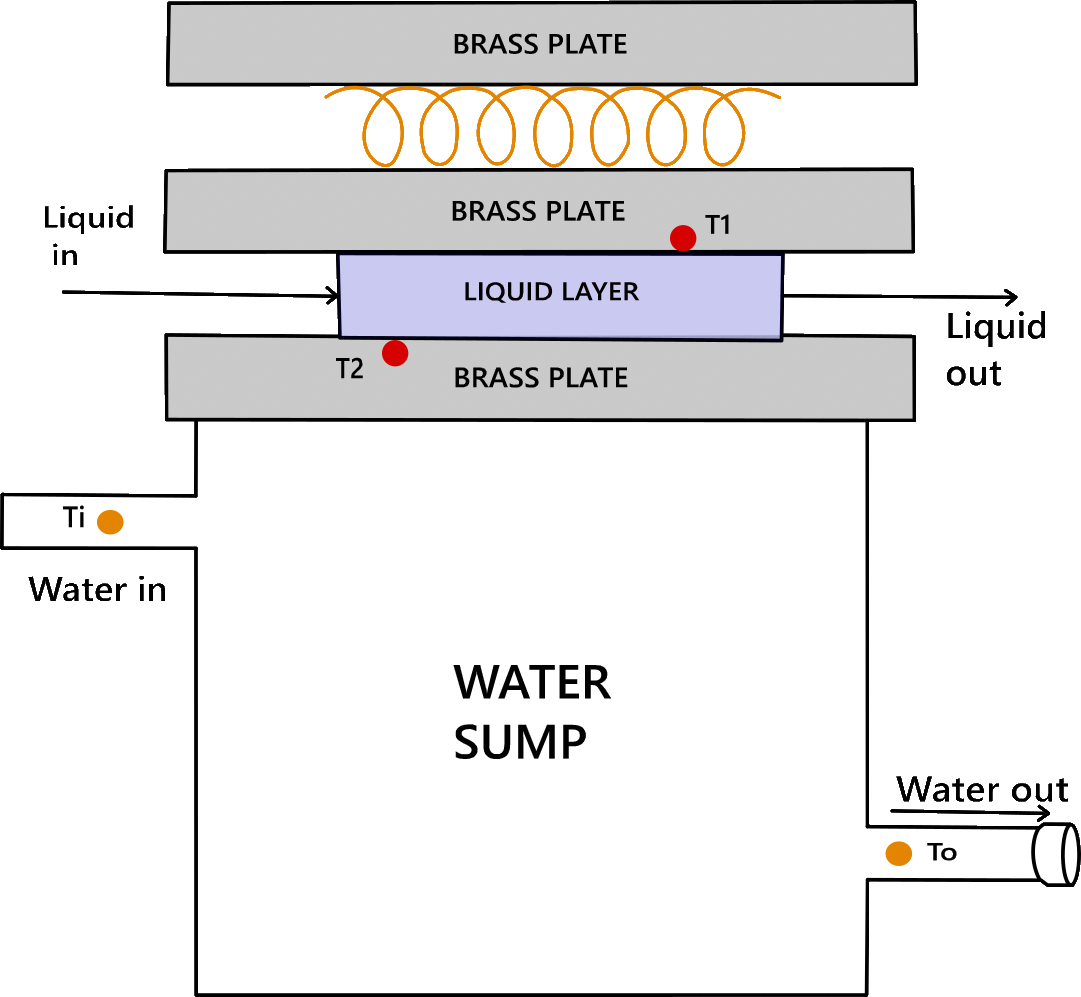 BRASS PLATE
BRASS PLATE
T1
Liquid
in
LIQUID LAYER
Liquid
out
T2
BRASS PLATE
Ti
Water in
WATER
SUMP
Water out
To